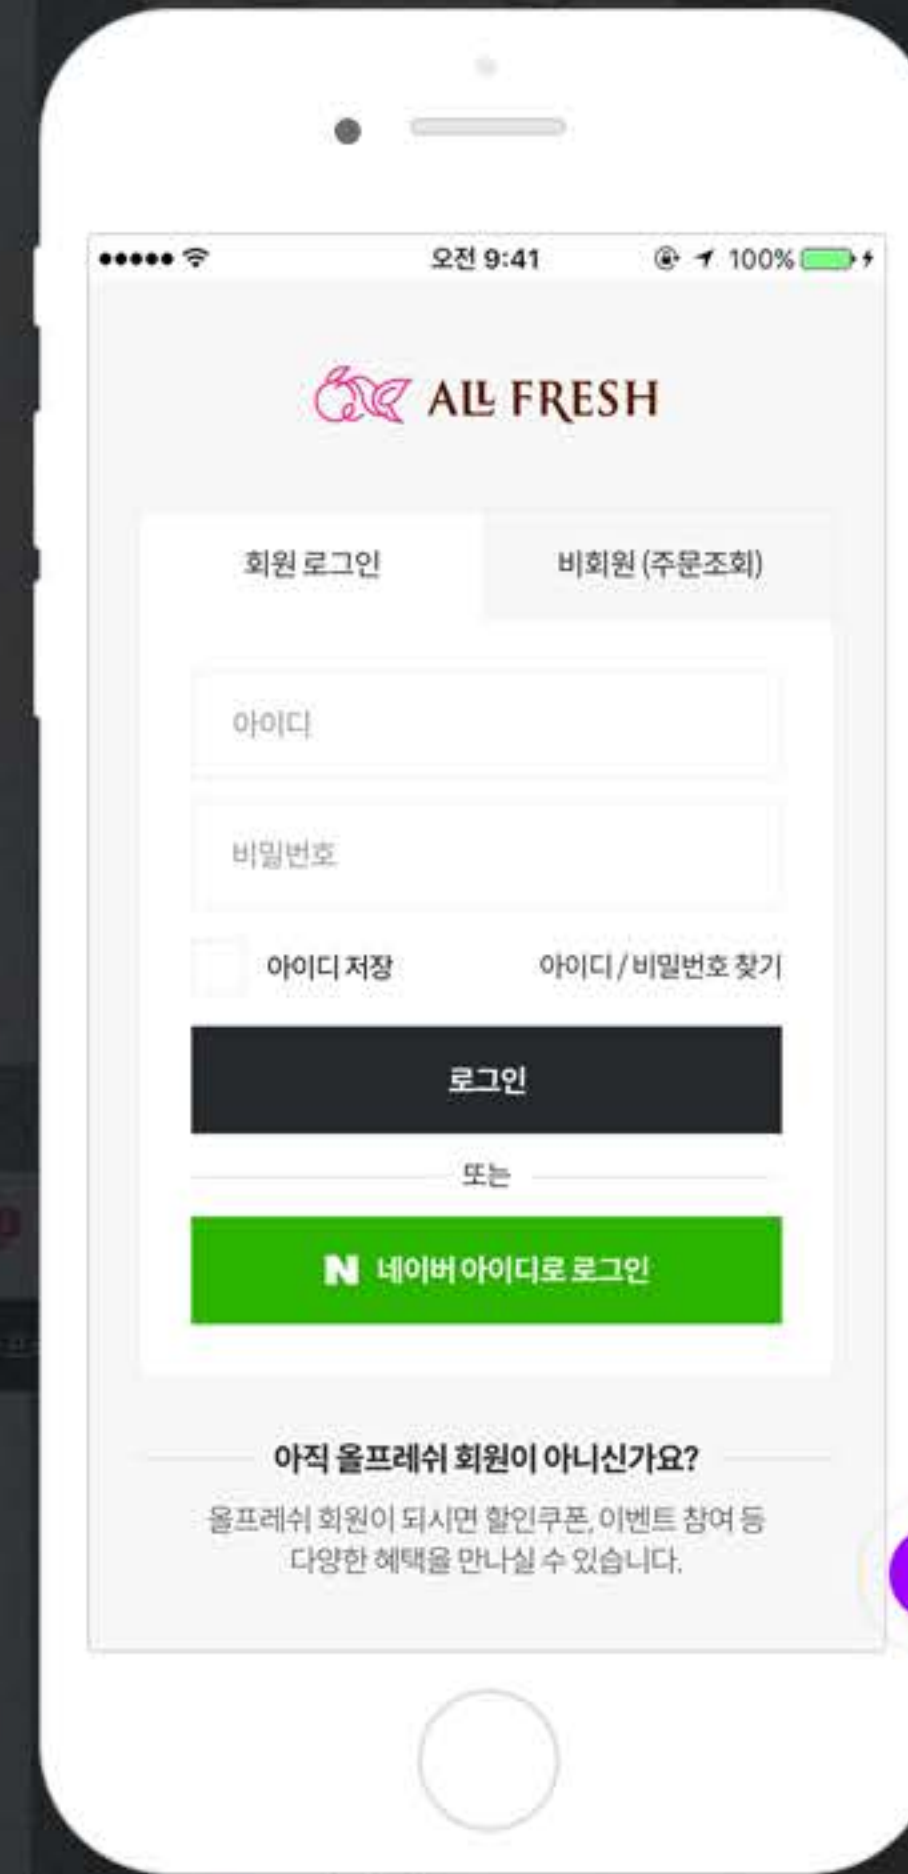 오전 9:41
100%
ALL FRESH
회원 로그인
비회원 (주문조회)
아이디
비밀번호
아이디 저장
아이디 / 비밀번호 찾기
로그인
또는
N 네이버 아이디로 로그인
아직 올프레쉬 회원이 아니신가요?
올프레쉬 회원이 되시면 할인쿠폰, 이벤트 참여 등
다양한 혜택을 만나실 수 있습니다.